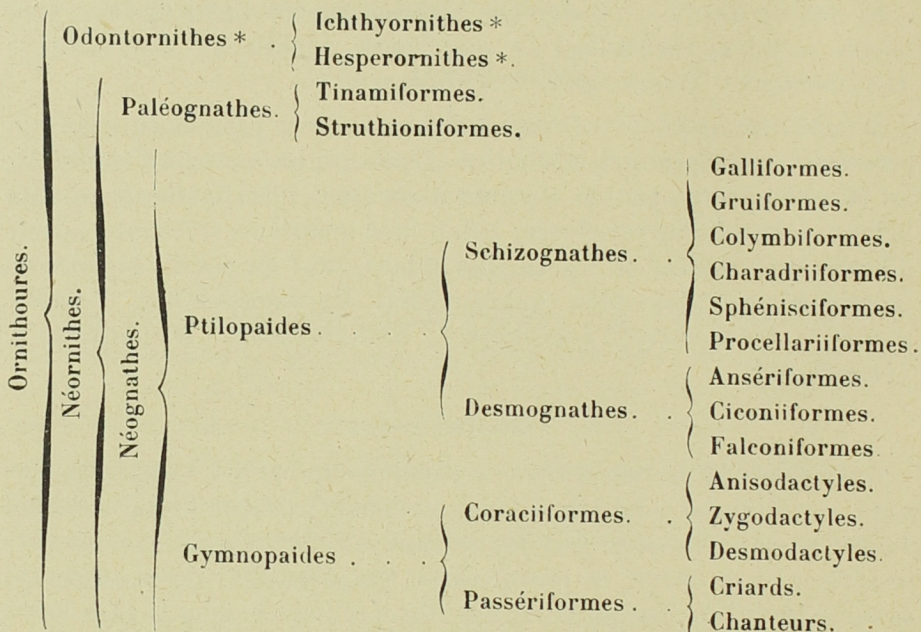 Ornithoures.
Odontornithes * .
Ichthyornithes *
Hesperornithes *.
Néornithes.
Paléognathes.
Tinamiformes.
Struthioniformes.
Néognathes.
Ptilopaides . . . .
Schizognathes. .
Galliformes.
Gruiformes.
Colymbiformes.
Charadriiformes.
Sphénisciformes.
Procellariiformes.
Desmognathes. .
Ansériformes.
Ciconiiformes.
Falconiformes.
Gymnopaides . . .
Coraciiformes. .
Anisodactyles.
Zygodactyles.
Desmodactyles.
Passériformes . .
Criards.
Chanteurs.